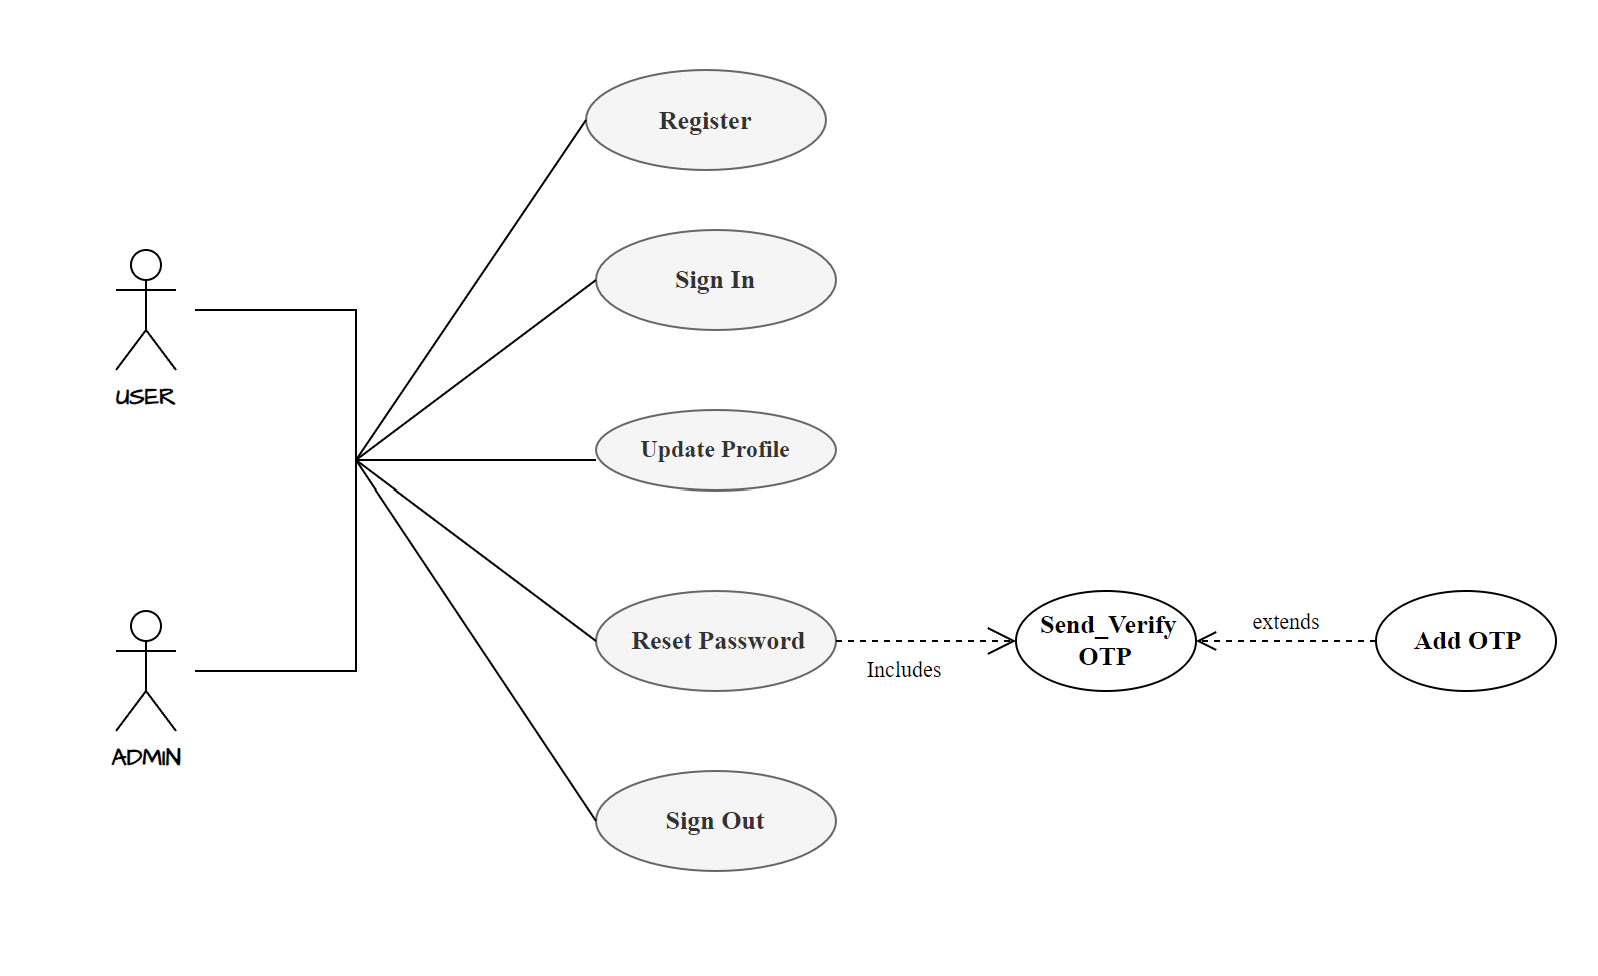 Register
Sign In
USER
Update Profile
Reset Password
Includes
Send_Verify
OTP
extends
Add OTP
ADMIN
Sign Out